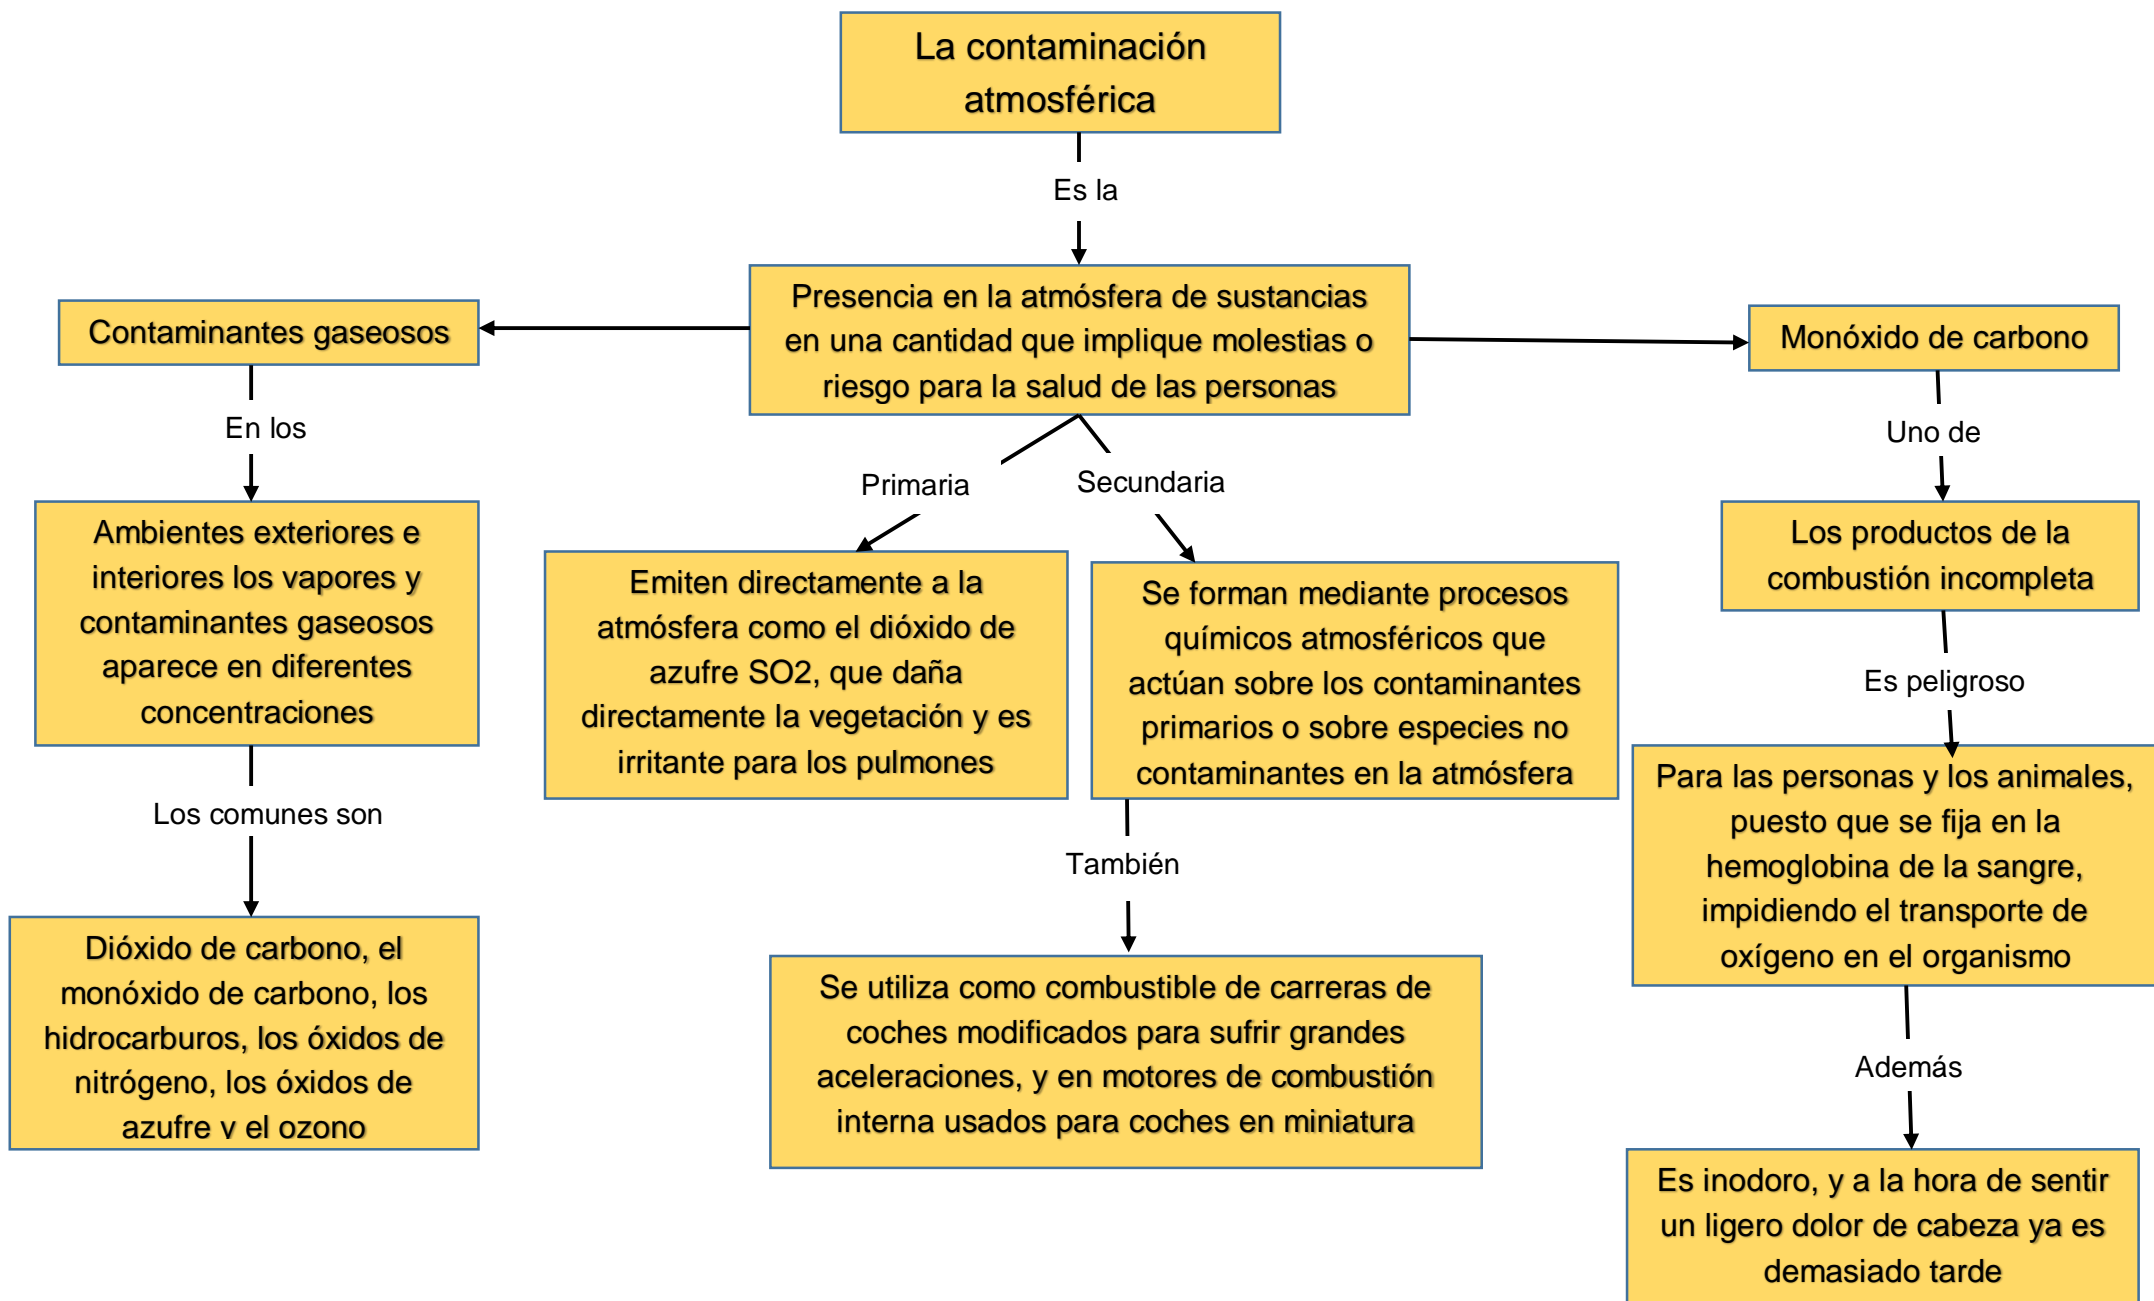 La contaminación
atmosférica
Es la
Presencia en la atmósfera de sustancias
en una cantidad que implique molestias o
riesgo para la salud de las personas
Contaminantes gaseosos
En los
Ambientes exteriores e
interiores los vapores y
contaminantes gaseosos
aparece en diferentes
concentraciones
Los comunes son
Dióxido de carbono, el
monóxido de carbono, los
hidrocarburos, los óxidos de
nitrógeno, los óxidos de
azufre y el ozono
Primaria
Emiten directamente a la
atmósfera como el dióxido de
azufre SO2, que daña
directamente la vegetación y es
irritante para los pulmones
Secundaria
Se forman mediante procesos
químicos atmosféricos que
actúan sobre los contaminantes
primarios o sobre especies no
contaminantes en la atmósfera
También
Se utiliza como combustible de carreras de
coches modificados para sufrir grandes
aceleraciones, y en motores de combustión
interna usados para coches en miniatura
Monóxido de carbono
Uno de
Los productos de la
combustión incompleta
Es peligroso
Para las personas y los animales,
puesto que se fija en la
hemoglobina de la sangre,
impidiendo el transporte de
oxígeno en el organismo
Además
Es inodoro, y a la hora de sentir
un ligero dolor de cabeza ya es
demasiado tarde